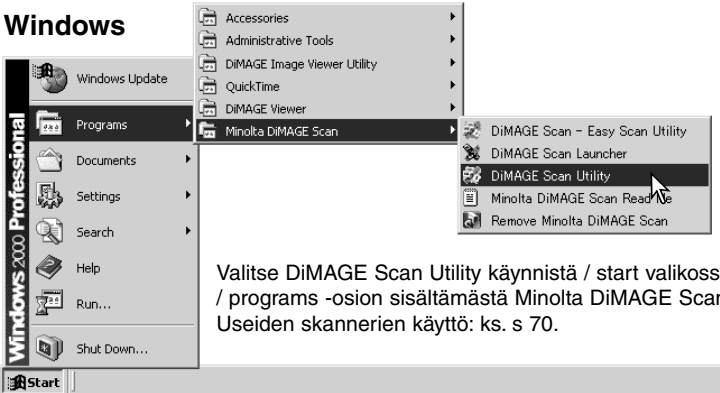 Windows
Accessories
Administrative Tools
DiMAGE Image Viewer Utility
QuickTime
DiMAGE Viewer
Minolta DiMAGE Scan
DiMAGE Scan - Easy Scan Utility
DiMAGE Scan Launcher
DiMAGE Scan Utility
Minolta DiMAGE Scan Read
Remove Minolta DiMAGE Scan
Windows Update
Programs
Documents
Settings
Search
Help
Run...
Shut Down...
Windows 2000 Professional
Start
Valitse DiMAGE Scan Utility käynnistä / start valikoss
/ programs -osion sisältämästä Minolta DiMAGE Scan
Useiden skannerien käyttö: ks. s 70.